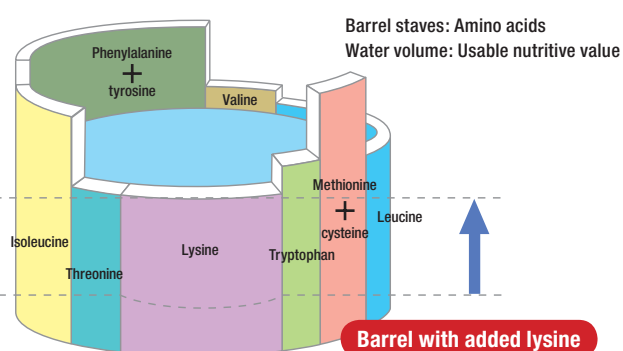 Barrel staves: Amino acids
Water volume: Usable nutritive value
Phenylalanine
+
tyrosine
Valine
Methionine
+
cysteine
Leucine
Isoleucine
Lysine
Tryptophan
Threonine
Barrel with added lysine